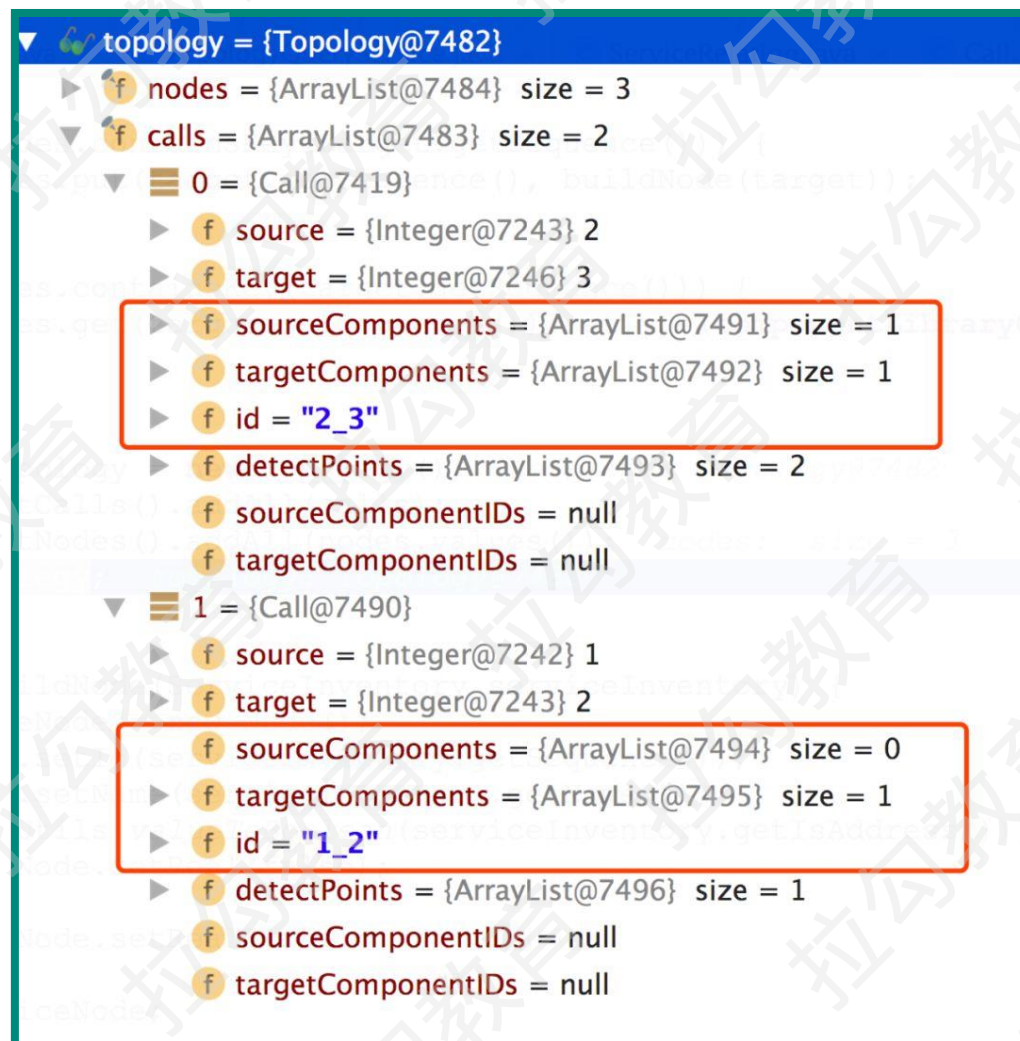 topology = {Topology@7482}
nodes = {ArrayList@7484} size = 3
calls = {ArrayList@7483} size = 2
0 = {Call@7419}
source = {Integer@7243} 2
target = {Integer@7246} 3
sourceComponents = {ArrayList@7491} size = 1
targetComponents = {ArrayList@7492} size = 1
id = "2_3"
detectPoints = {ArrayList@7493} size = 2
sourceComponentIDs = null
targetComponentIDs = null
1 = {Call@7490}
source = {Integer@7242} 1
target = {Integer@7243} 2
sourceComponents = {ArrayList@7494} size = 0
targetComponents = {ArrayList@7495} size = 1
id = "1_2"
detectPoints = {ArrayList@7496} size = 1
sourceComponentIDs = null
targetComponentIDs = null
拉勾教育